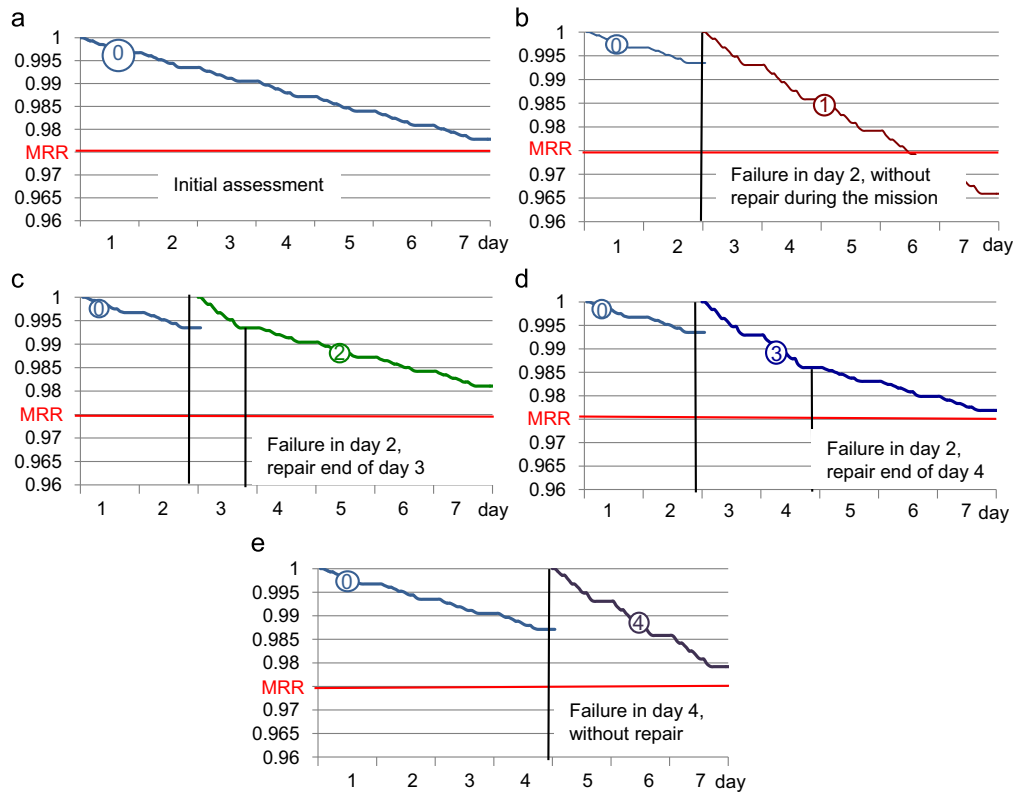 a
1
0.995
0.99
0.985
0.98
MRR
0.97
0.965
0.96
0
Initial assessment
1 2 3 4 5 6 7 day
b
1
0.995
0.99
0.985
0.98
MRR
0.97
0.965
0.96
0
1
Failure in day 2, without
repair during the mission
1 2 3 4 5 6 7 day
c
1
0.995
0.99
0.985
0.98
MRR
0.97
0.965
0.96
0
2
Failure in day 2,
repair end of day 3
1 2 3 4 5 6 7 day
d
1
0.995
0.99
0.985
0.98
MRR
0.97
0.965
0.96
0
3
Failure in day 2,
repair end of day 4
1 2 3 4 5 6 7 day
e
1
0.995
0.99
0.985
0.98
MRR
0.97
0.965
0.96
0
4
Failure in day 4,
without repair
1 2 3 4 5 6 7 day